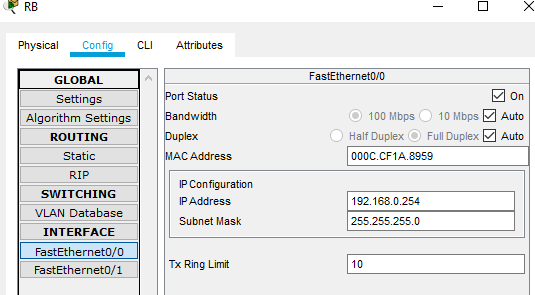 RB
Physical Config CLI Attributes
GLOBAL
Settings
Algorithm Settings
ROUTING
Static
RIP
SWITCHING
VLAN Database
INTERFACE
FastEthernet0/0
FastEthernet0/1
FastEthernet0/0
Port Status On
Bandwidth 100 Mbps 10 Mbps Auto
Duplex Half Duplex Full Duplex Auto
MAC Address 000C.CF1A.8959
IP Configuration
IP Address 192.168.0.254
Subnet Mask 255.255.255.0
Tx Ring Limit 10